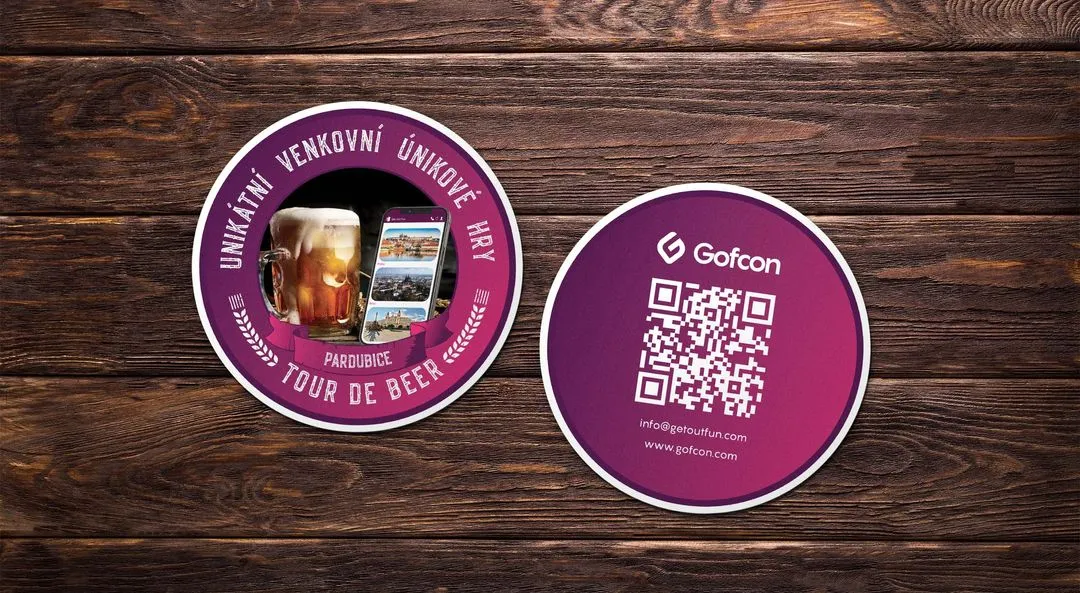 UNIKÁTNÍ VENKOVNÍ ÚNIKOVÉ HRY
PARDUBICE
TOUR DE BEER
Gofcon
info@getoutfun.com
www.gofcon.com